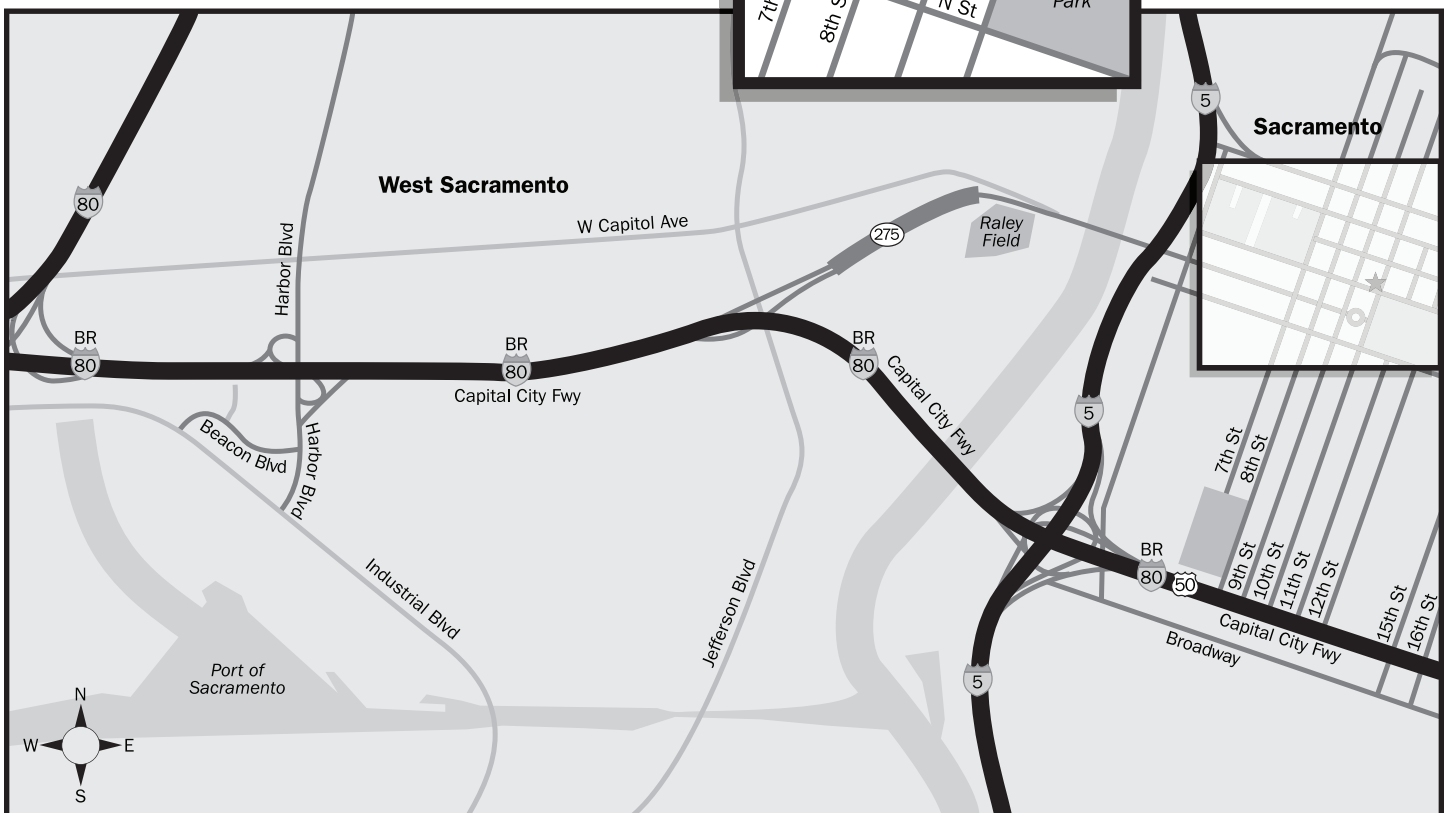 7th
8th S
N St
Park
5
Sacramento
80
West Sacramento
W Capitol Ave
275
Raley
Field
Harbor Blvd
BR
80
BR
80
Capital City Fwy
BR
80
Capital City Fwy
5
Beacon Blvd
Harbor Blvd
7th St
8th St
Industrial Blvd
Jefferson Blvd
BR
80
50
9th St
10th St
11th St
12th St
15th St
16th St
Capital City Fwy
Broadway
Port of
Sacramento
5
N
W
E
S